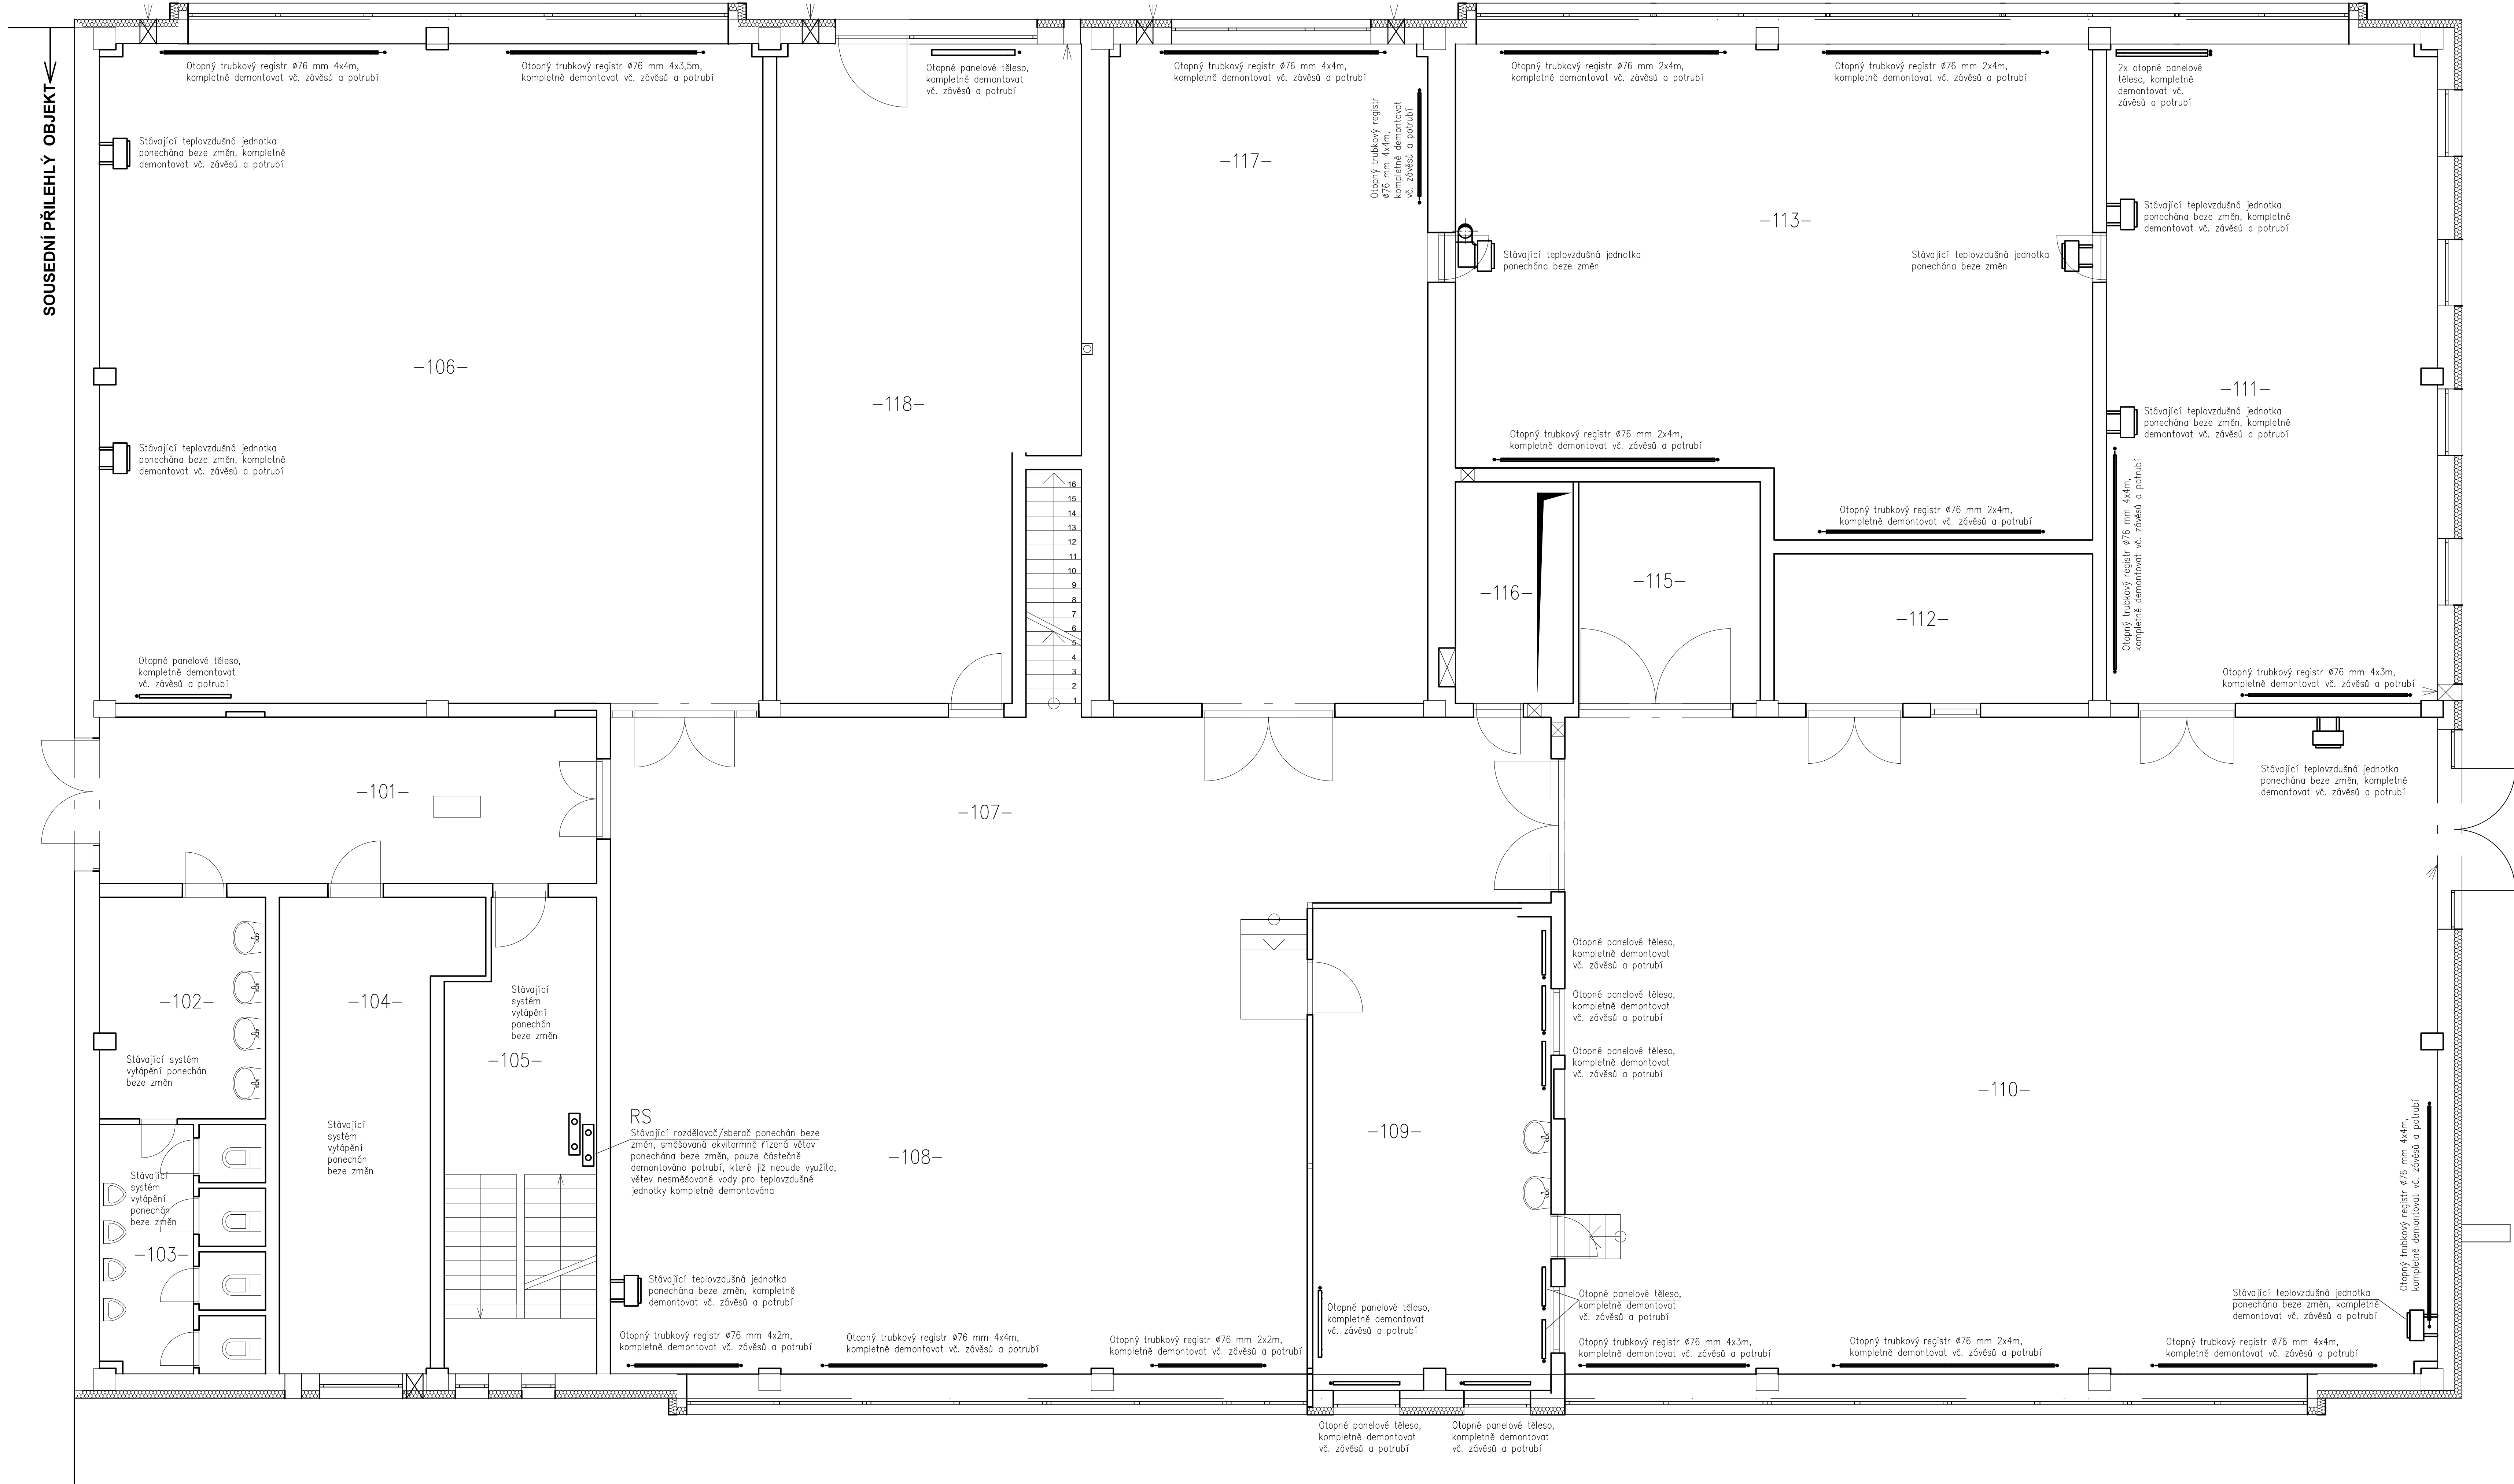 SOUSEDNÍ PŘILEHLÝ OBJEKT
Otopný trubkový registr ø76 mm 4x4m,
kompletně demontovat vč. závěsů a potrubí
Otopný trubkový registr ø76 mm 4x3,5m,
kompletně demontovat vč. závěsů a potrubí
Otopné panelové těleso,
kompletně demontovat
vč. závěsů a potrubí
Otopný trubkový registr ø76 mm 4x4m,
kompletně demontovat vč. závěsů a potrubí
Otopný trubkový registr
ø76 mm 4x4m,
kompletně demontovat
vč. závěsů a potrubí
Otopný trubkový registr ø76 mm 2x4m,
kompletně demontovat vč. závěsů a potrubí
Otopný trubkový registr ø76 mm 2x4m,
kompletně demontovat vč. závěsů a potrubí
2x otopné panelové
těleso, kompletně
demontovat vč.
závěsů a potrubí
Stávající teplovzdušná jednotka
ponechána beze změn, kompletně
demontovat vč. závěsů a potrubí
-117-
-113-
Stávající teplovzdušná jednotka
ponechána beze změn, kompletně
demontovat vč. závěsů a potrubí
Stávající teplovzdušná jednotka
ponechána beze změn
Stávající teplovzdušná jednotka
ponechána beze změn
-106-
-118-
-111-
Stávající teplovzdušná jednotka
ponechána beze změn, kompletně
demontovat vč. závěsů a potrubí
Stávající teplovzdušná jednotka
ponechána beze změn, kompletně
demontovat vč. závěsů a potrubí
Otopný trubkový registr ø76 mm 2x4m,
kompletně demontovat vč. závěsů a potrubí
Otopný trubkový registr ø76 mm 4x4m,
kompletně demontovat vč. závěsů a potrubí
Otopný trubkový registr ø76 mm 2x4m,
kompletně demontovat vč. závěsů a potrubí
16
15
14
13
12
11
10
9
8
7
6
5
4
3
2
1
-116-
-115-
-112-
Otopné panelové těleso,
kompletně demontovat
vč. závěsů a potrubí
Otopný trubkový registr ø76 mm 4x3m,
kompletně demontovat vč. závěsů a potrubí
-101-
-107-
Stávající teplovzdušná jednotka
ponechána beze změn, kompletně
demontovat vč. závěsů a potrubí
-102-
-104-
Stávající
systém
vytápění
ponechán
beze změn
-105-
Stávající systém
vytápění ponechán
beze změn
Otopné panelové těleso,
kompletně demontovat
vč. závěsů a potrubí
Otopné panelové těleso,
kompletně demontovat
vč. závěsů a potrubí
Otopné panelové těleso,
kompletně demontovat
vč. závěsů a potrubí
-110-
Stávající
systém
vytápění
ponechán
beze změn
RS
Stávající rozdělovač/sberač ponechán beze
změn, směšovaná ekvitermně řízená větev
ponechána beze změn, pouze částečně
demontováno potrubí, které již nebude využito,
větev nesměšované vody pro teplovzdušné
jednotky kompletně demontována
-108-
-109-
Stávající
systém
vytápění
ponechán
beze změn
-103-
Otopný trubkový registr ø76 mm 4x4m,
kompletně demontovat vč. závěsů a potrubí
Stávající teplovzdušná jednotka
ponechána beze změn, kompletně
demontovat vč. závěsů a potrubí
Otopné panelové těleso,
kompletně demontovat
vč. závěsů a potrubí
Otopné panelové těleso,
kompletně demontovat
vč. závěsů a potrubí
Stávající teplovzdušná jednotka
ponechána beze změn, kompletně
demontovat vč. závěsů a potrubí
Otopný trubkový registr ø76 mm 4x2m,
kompletně demontovat vč. závěsů a potrubí
Otopný trubkový registr ø76 mm 4x4m,
kompletně demontovat vč. závěsů a potrubí
Otopný trubkový registr ø76 mm 2x2m,
kompletně demontovat vč. závěsů a potrubí
Otopný trubkový registr ø76 mm 4x3m,
kompletně demontovat vč. závěsů a potrubí
Otopný trubkový registr ø76 mm 2x4m,
kompletně demontovat vč. závěsů a potrubí
Otopný trubkový registr ø76 mm 4x4m,
kompletně demontovat vč. závěsů a potrubí
Otopné panelové těleso,
kompletně demontovat
vč. závěsů a potrubí
Otopné panelové těleso,
kompletně demontovat
vč. závěsů a potrubí